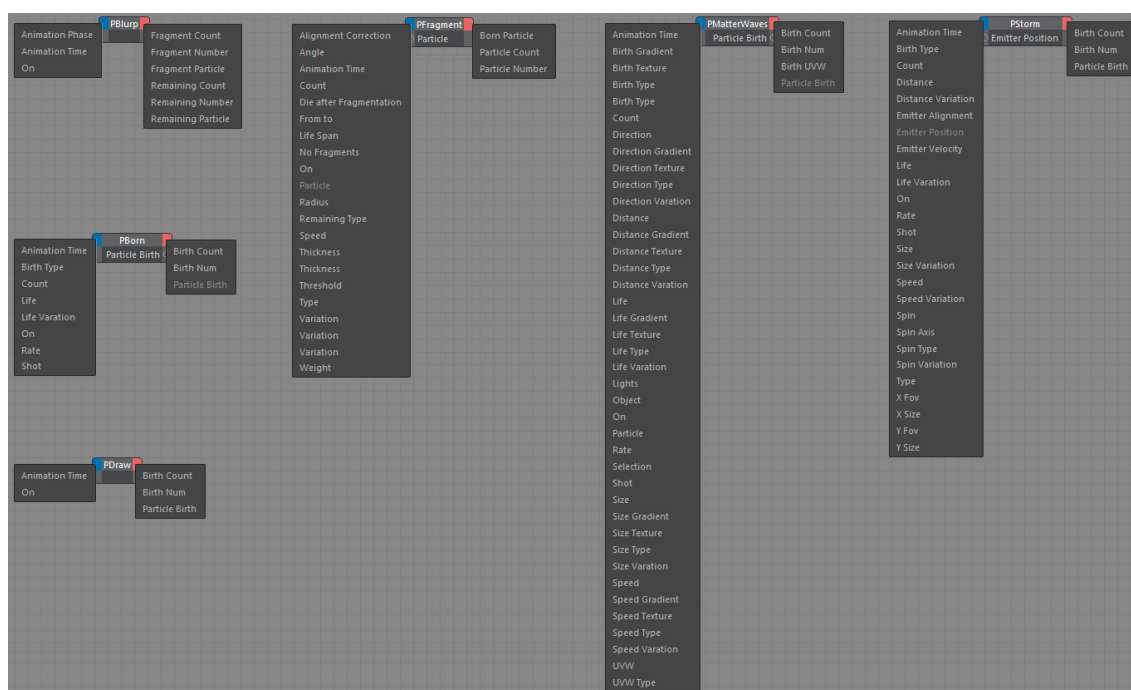 PBlurp
Animation Phase
Animation Time
On
Fragment Count
Fragment Number
Fragment Particle
Remaining Count
Remaining Number
Remaining Particle
PBorn
Particle Birth
Animation Time
Birth Type
Count
Life
Life Varation
On
Rate
Shot
Birth Count
Birth Num
Particle Birth
PDraw
Animation Time
On
Birth Count
Birth Num
Particle Birth
PFragment
Particle
Alignment Correction
Angle
Animation Time
Count
Die after Fragmentation
From to
Life Span
No Fragments
On
Particle
Radius
Remaining Type
Speed
Thickness
Thickness
Threshold
Type
Variation
Variation
Variation
Weight
Born Particle
Particle Count
Particle Number
PMatterWaves
Particle Birth
Animation Time
Birth Gradient
Birth Texture
Birth Type
Birth Type
Count
Direction
Direction Gradient
Direction Texture
Direction Type
Direction Varation
Distance
Distance Gradient
Distance Texture
Distance Type
Distance Varation
Life
Life Gradient
Life Texture
Life Type
Life Varation
Lights
Object
On
Particle
Rate
Selection
Shot
Size
Size Gradient
Size Texture
Size Type
Size Varation
Speed
Speed Gradient
Speed Texture
Speed Type
Speed Varation
UVW
UVW Type
Birth Count
Birth Num
Birth UVW
Particle Birth
PStorm
Emitter Position
Animation Time
Birth Type
Count
Distance
Distance Variation
Emitter Alignment
Emitter Position
Emitter Velocity
Life
Life Varation
On
Rate
Shot
Size
Size Variation
Speed
Speed Variation
Spin
Spin Axis
Spin Type
Spin Variation
Type
X Fov
X Size
Y Fov
Y Size
Birth Count
Birth Num
Particle Birth